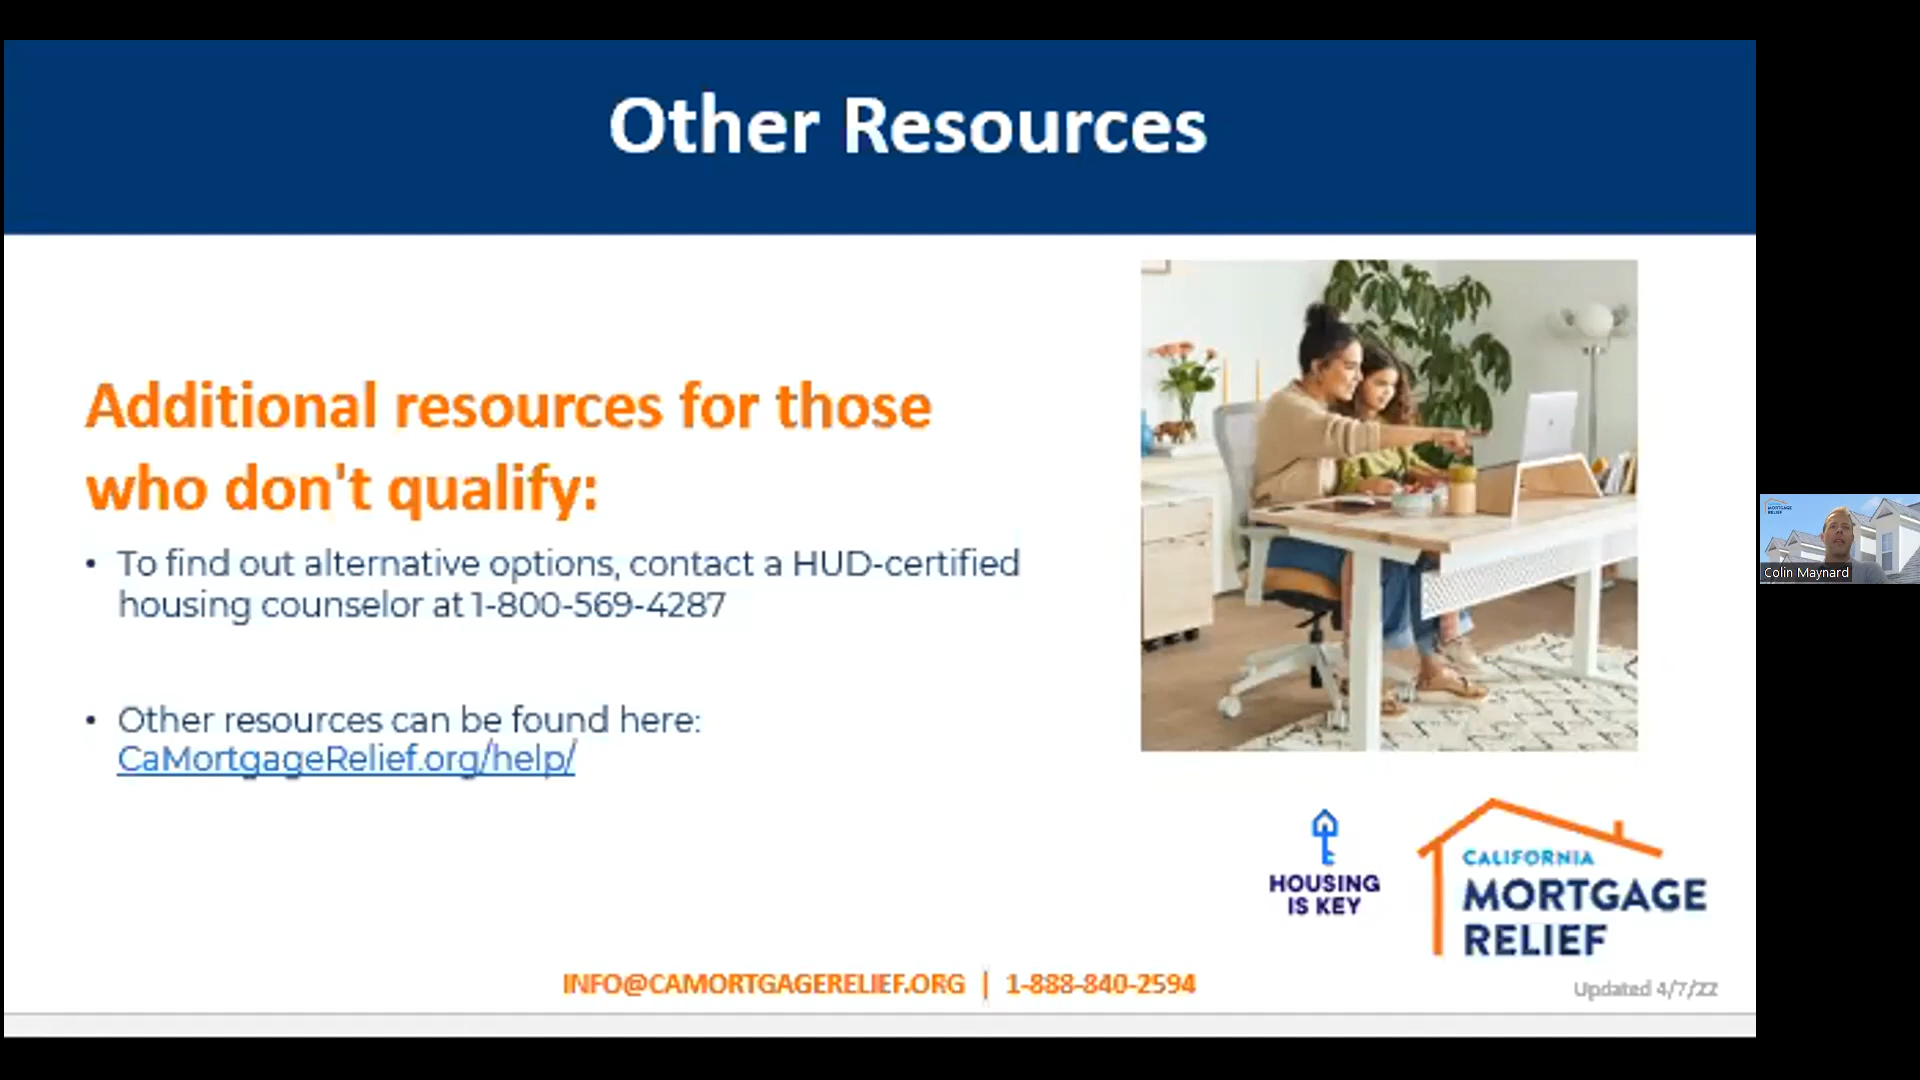 Other Resources
Additional resources for those
who don't qualify:
• To find out alternative options, contact a HUD-certified
housing counselor at 1-800-569-4287
• Other resources can be found here:
CaMortgageRelief.org/help/
HOUSING
IS KEY
CALIFORNIA
MORTGAGE
RELIEF
INFO@CAMORTGAGERELIEF.ORG | 1-888-840-2594
Updated 4/7/22
MORTGAGE
RELIEF
Colin Maynard